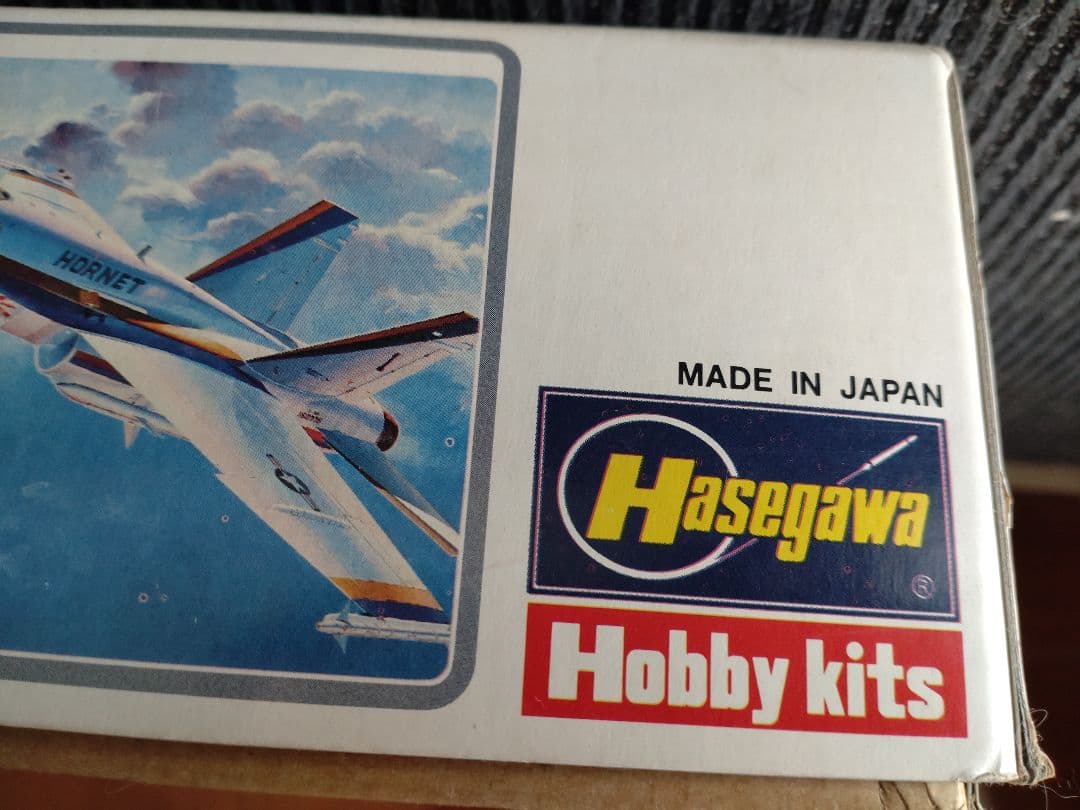 HORNET
MADE IN JAPAN
Hasegawa
®
Hobby kits